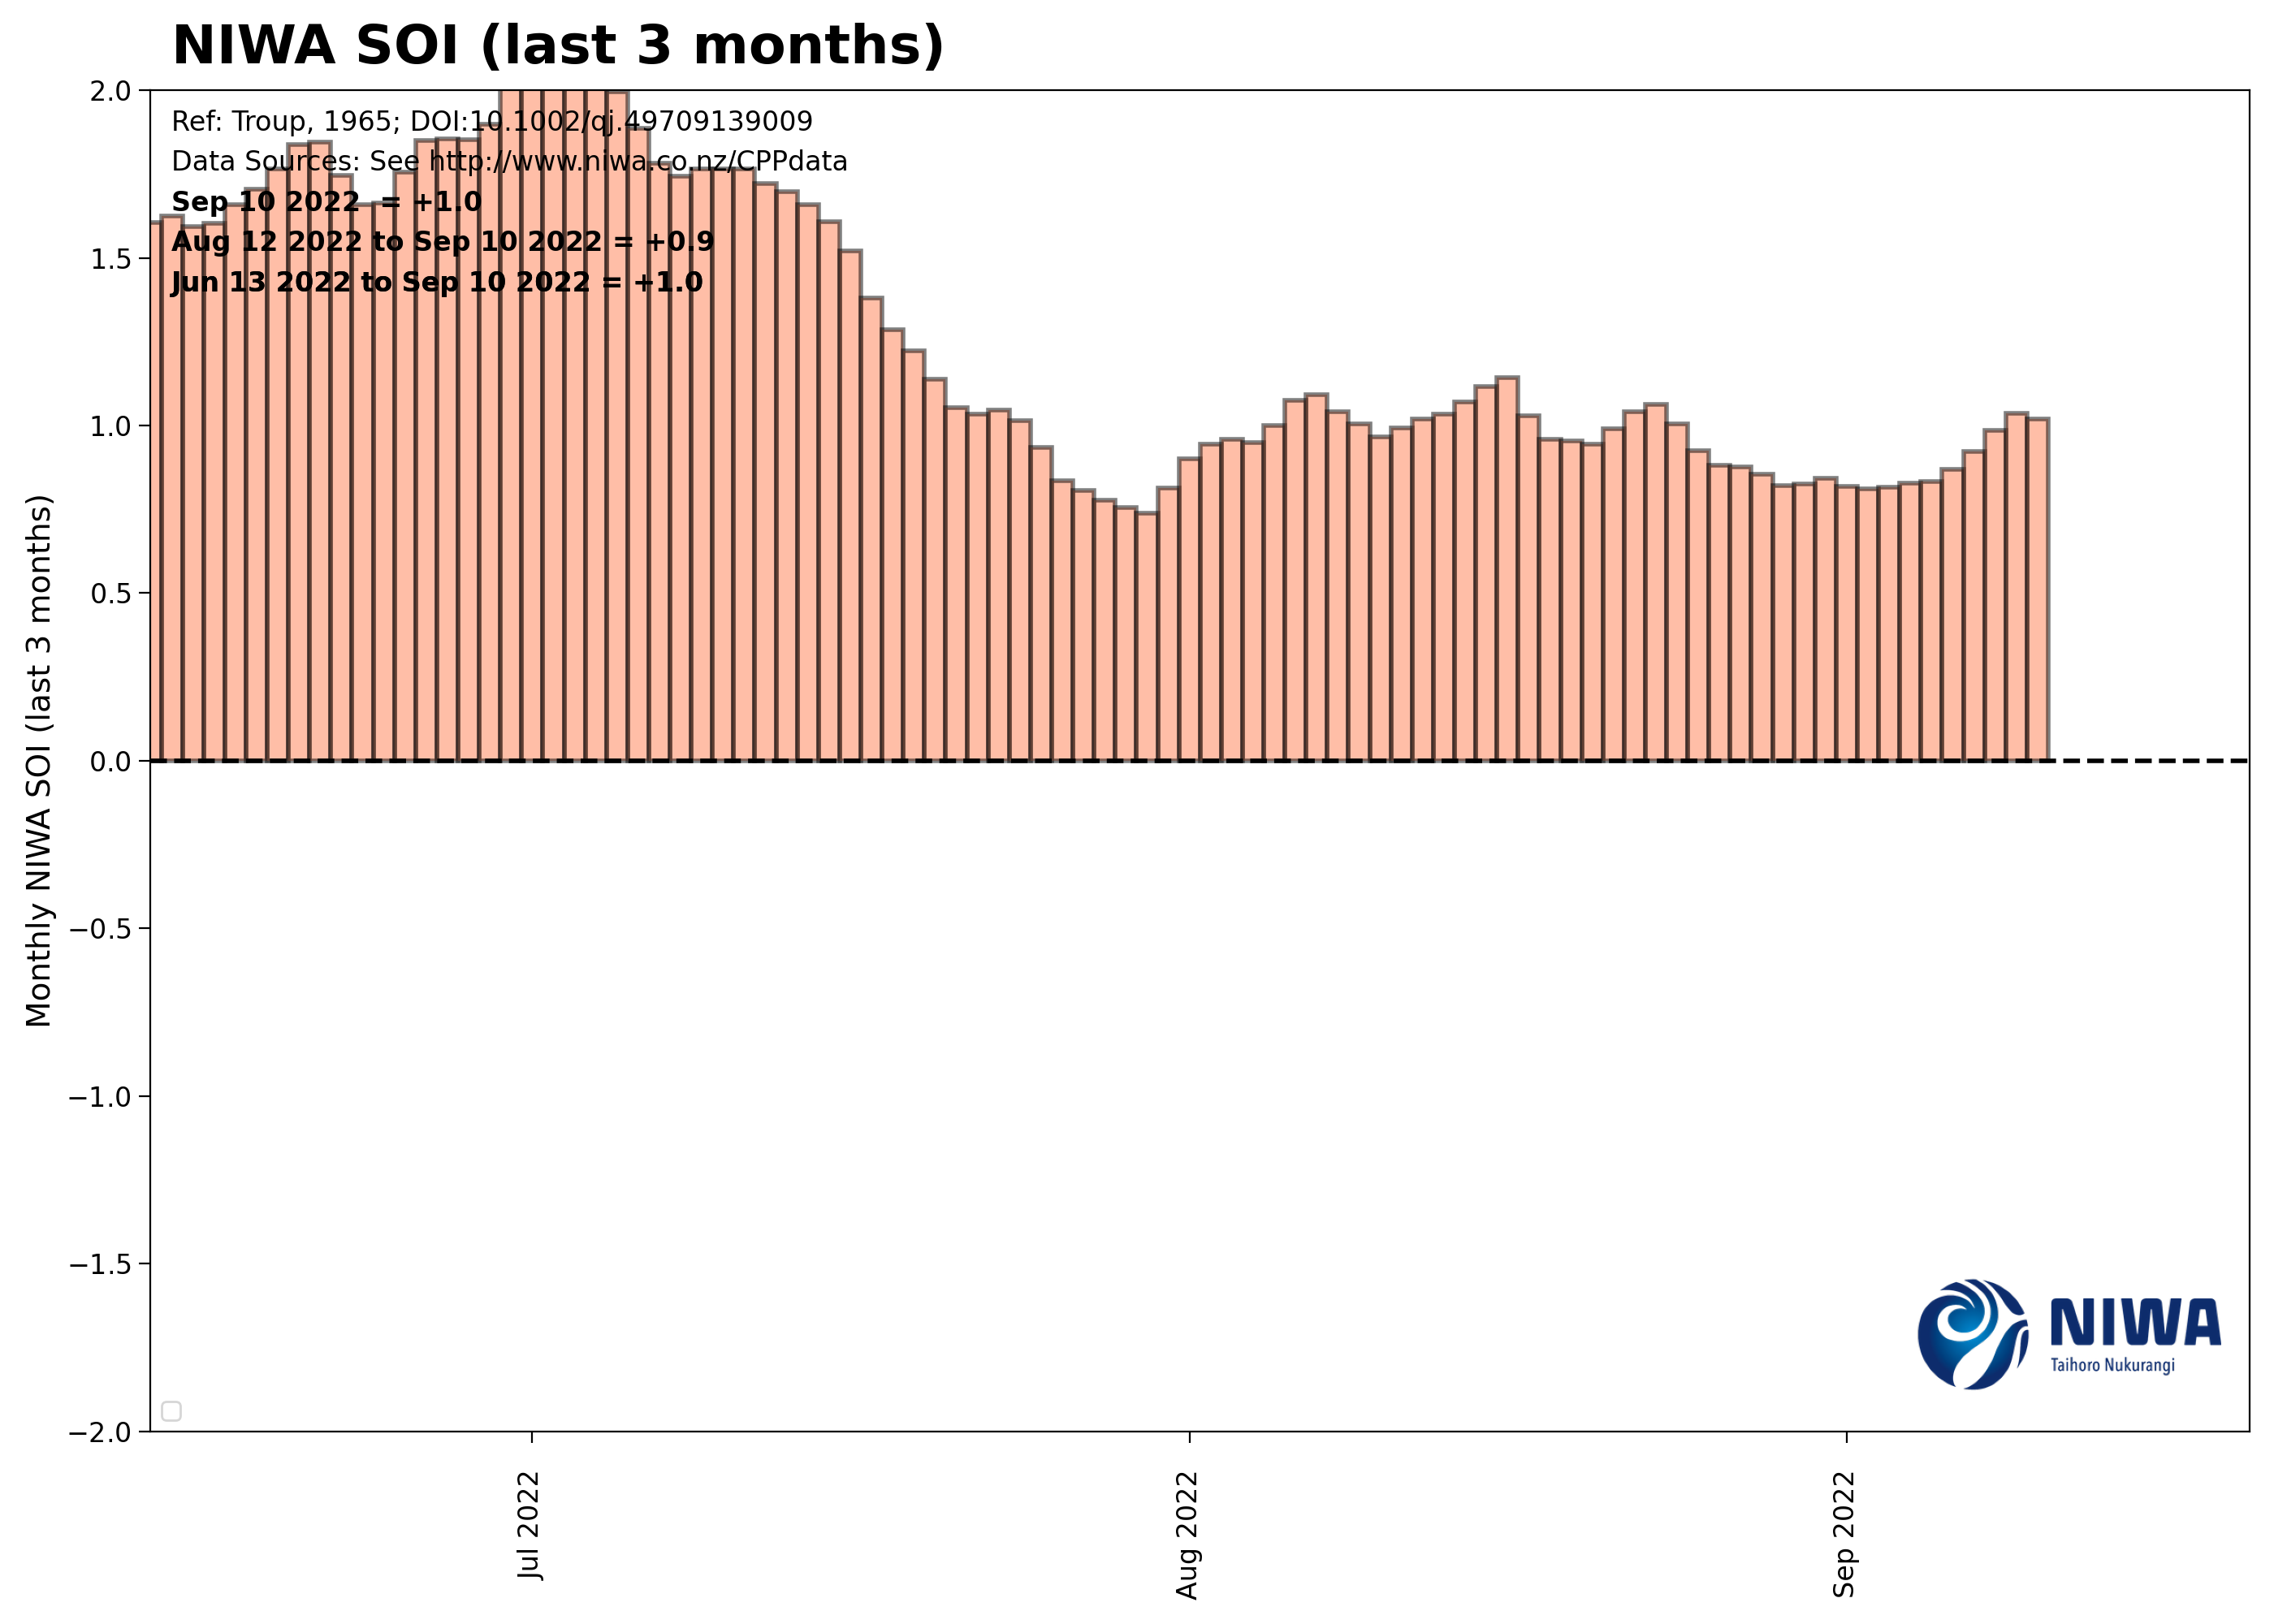 NIWA SOI (last 3 months)
2.0
Ref: Troup, 1965; DOI:10.1002/qj.49709139009
Data Sources: See http://www.niwa.co.nz/CPPdata
Sep 10 2022  = +1.0
Aug 12 2022 to Sep 10 2022 = +0.9
Jun 13 2022 to Sep 10 2022 = +1.0
1.5
1.0
0.5
0.0
−0.5
−1.0
−1.5
−2.0
Monthly NIWA SOI (last 3 months)
NIWA
Taihoro Nukurangi
Jul 2022
Aug 2022
Sep 2022